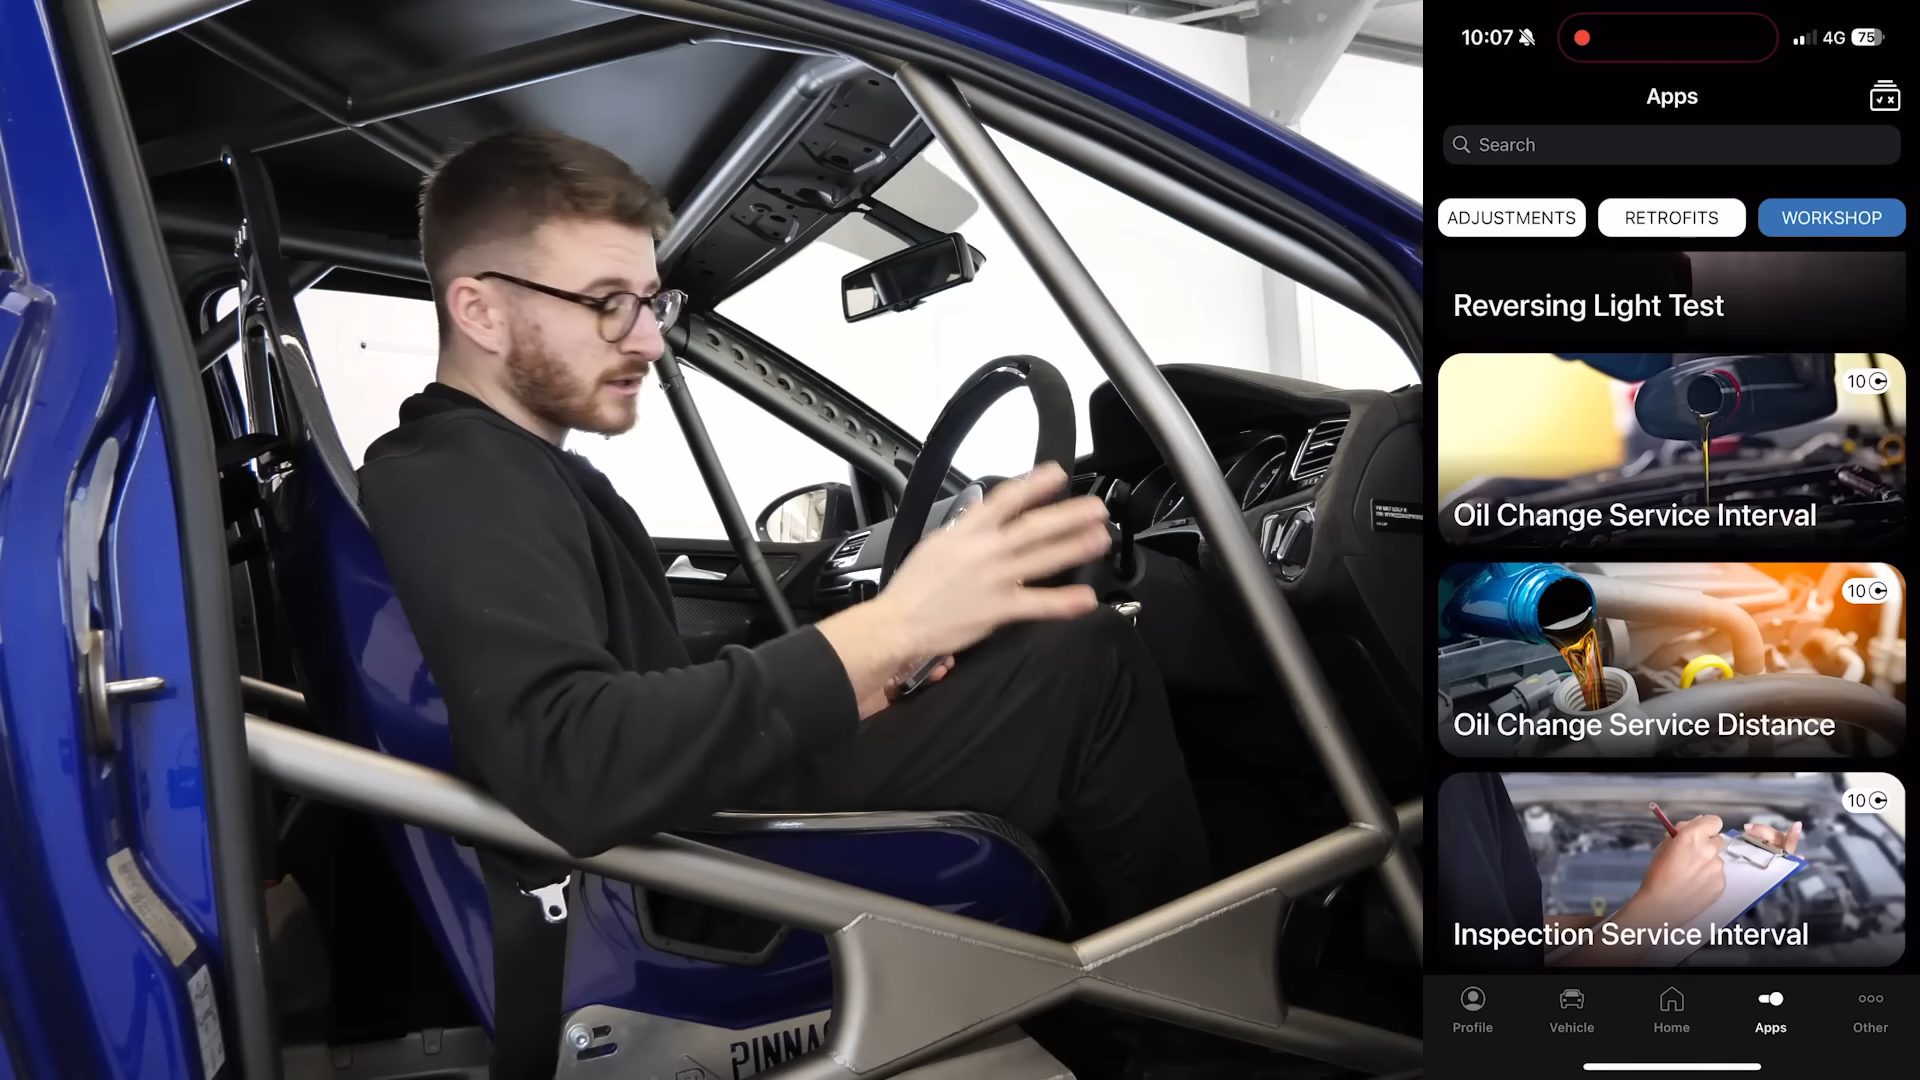 10:07
4G
75
Apps
Search
ADJUSTMENTS
RETROFITS
WORKSHOP
Reversing Light Test
10
Oil Change Service Interval
10
Oil Change Service Distance
10
Inspection Service Interval
Profile
Vehicle
Home
Apps
Other
PINNA